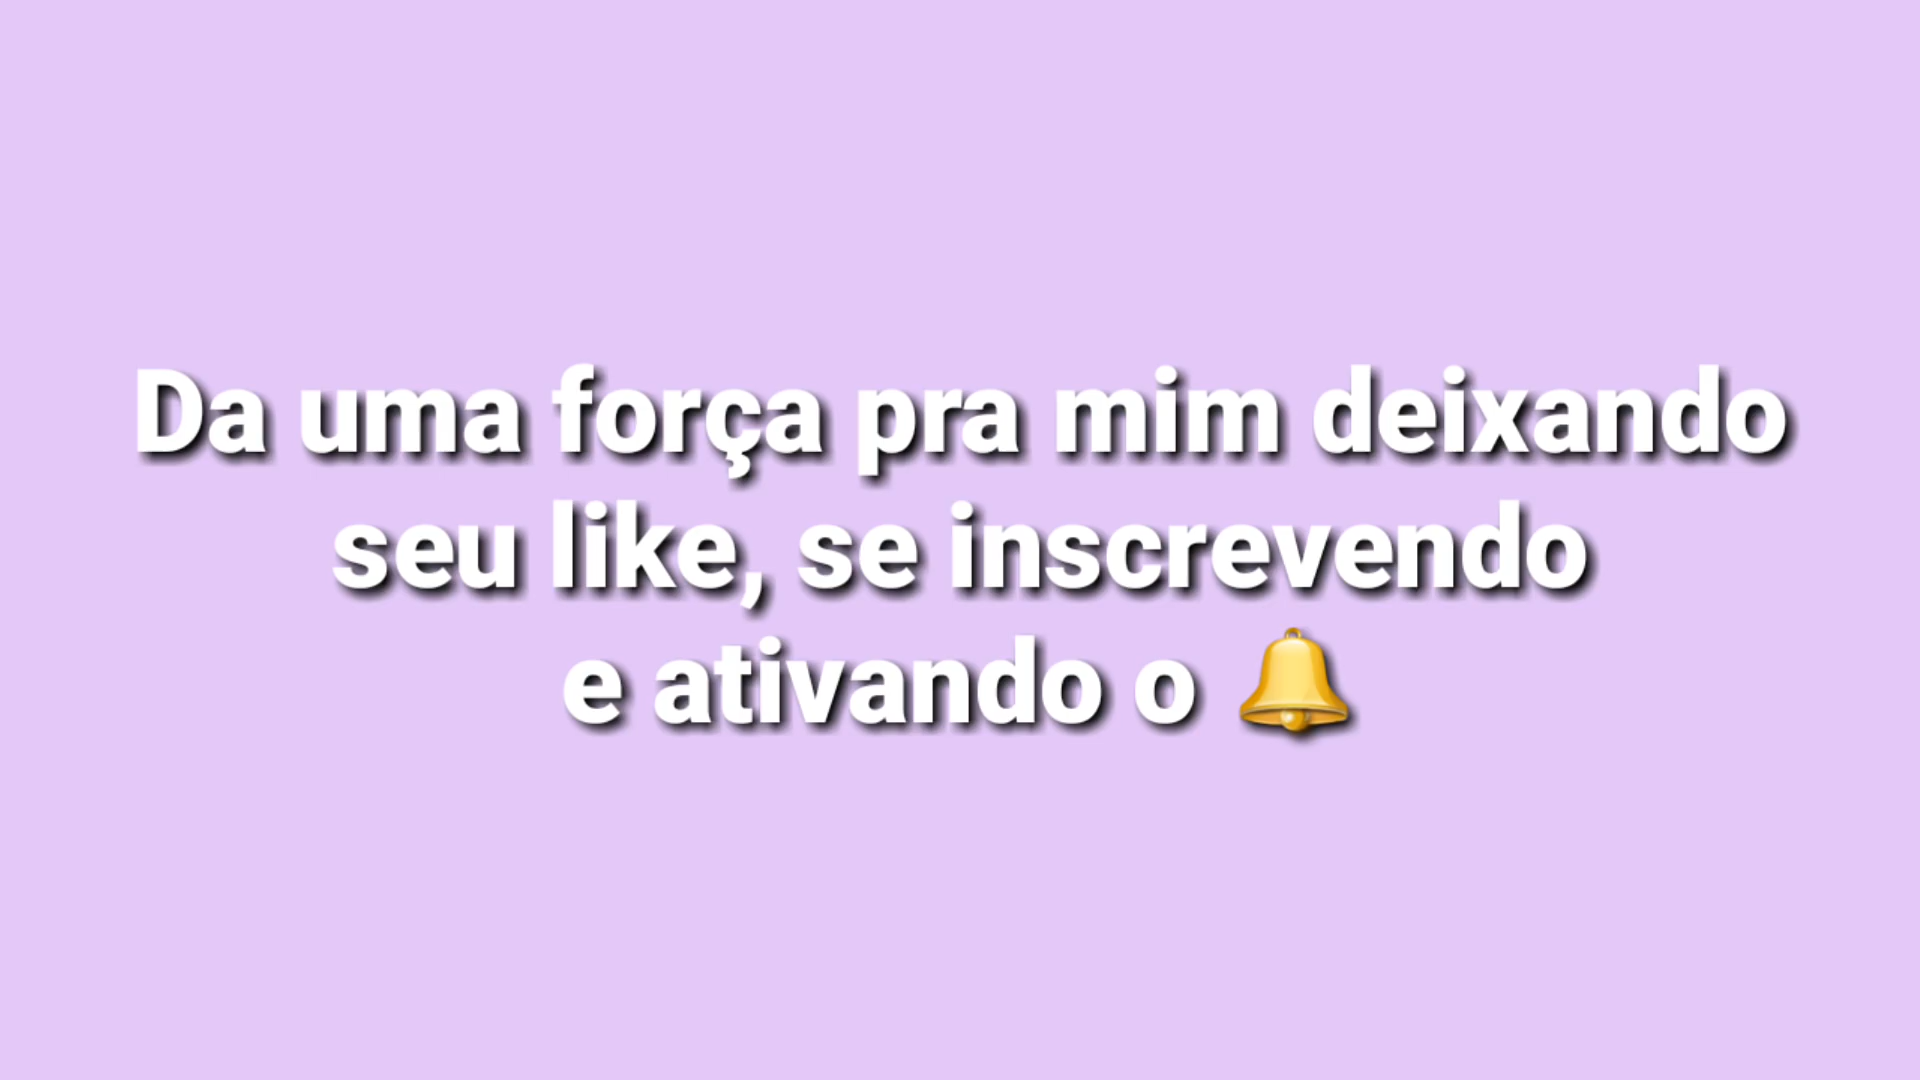 Da uma força pra mim deixando
seu like, se inscrevendo
e ativando o 🔔